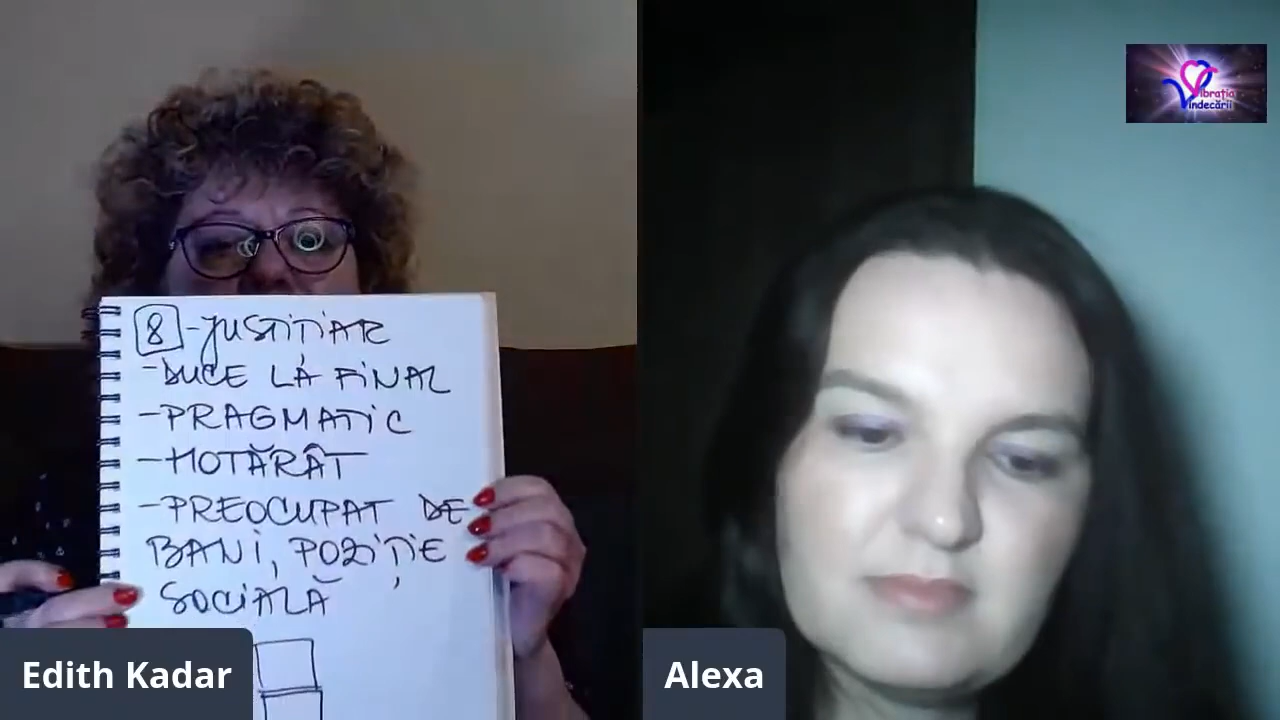 8 -JUSTIȚIAR
-DUCE LA FINAL
-PRAGMATIC
-HOTĂRÂT
-PREOCUPAT DE
BANI, POZIȚIE
SOCIALĂ
Edith Kadar
Alexa
Vibrația
Vindecării